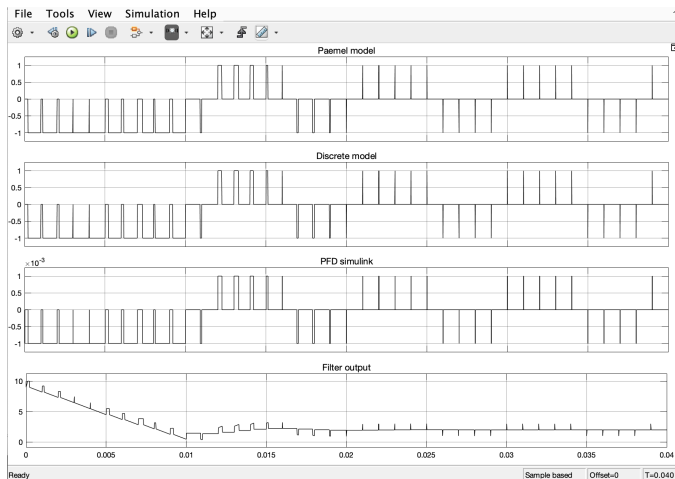 File Tools View Simulation Help
Paemel model
1
0.5
0
-0.5
-1
Discrete model
1
0.5
0
-0.5
-1
×10-3
PFD simulink
1
0.5
0
-0.5
-1
Filter output
10
5
0
0 0.005 0.01 0.015 0.02 0.025 0.03 0.035 0.04
Ready Sample based Offset=0 T=0.040